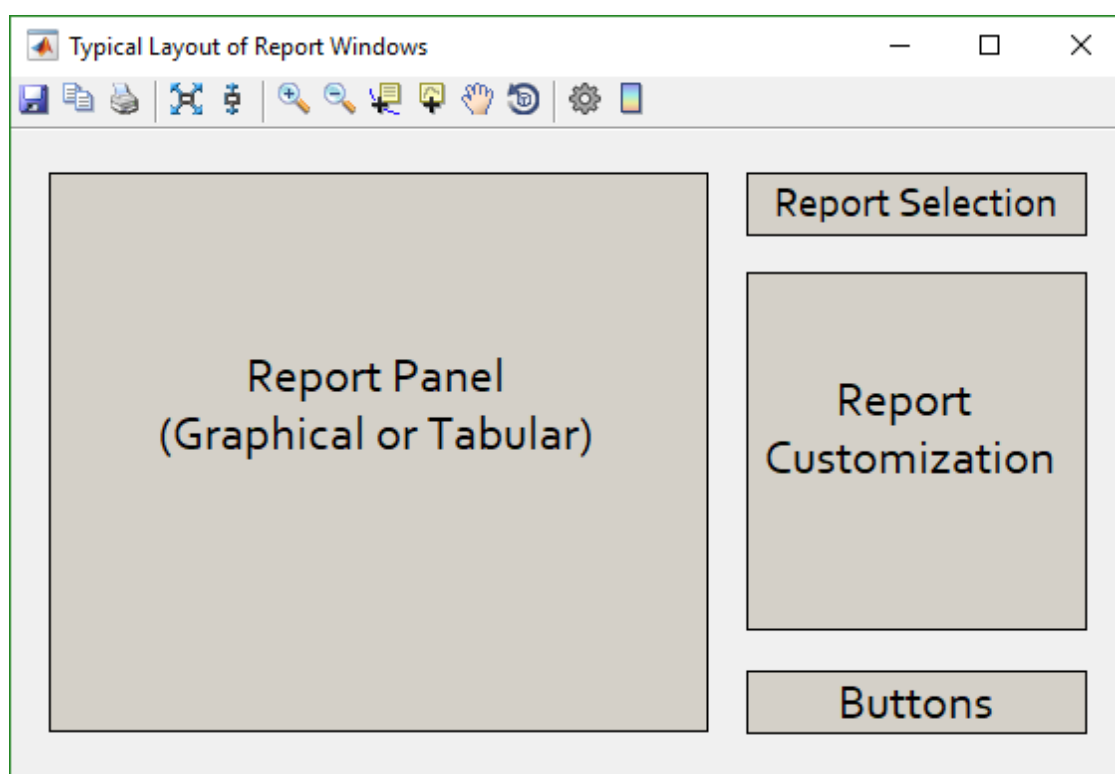 Typical Layout of Report Windows
Report Selection
Report Panel
(Graphical or Tabular)
Report
Customization
Buttons